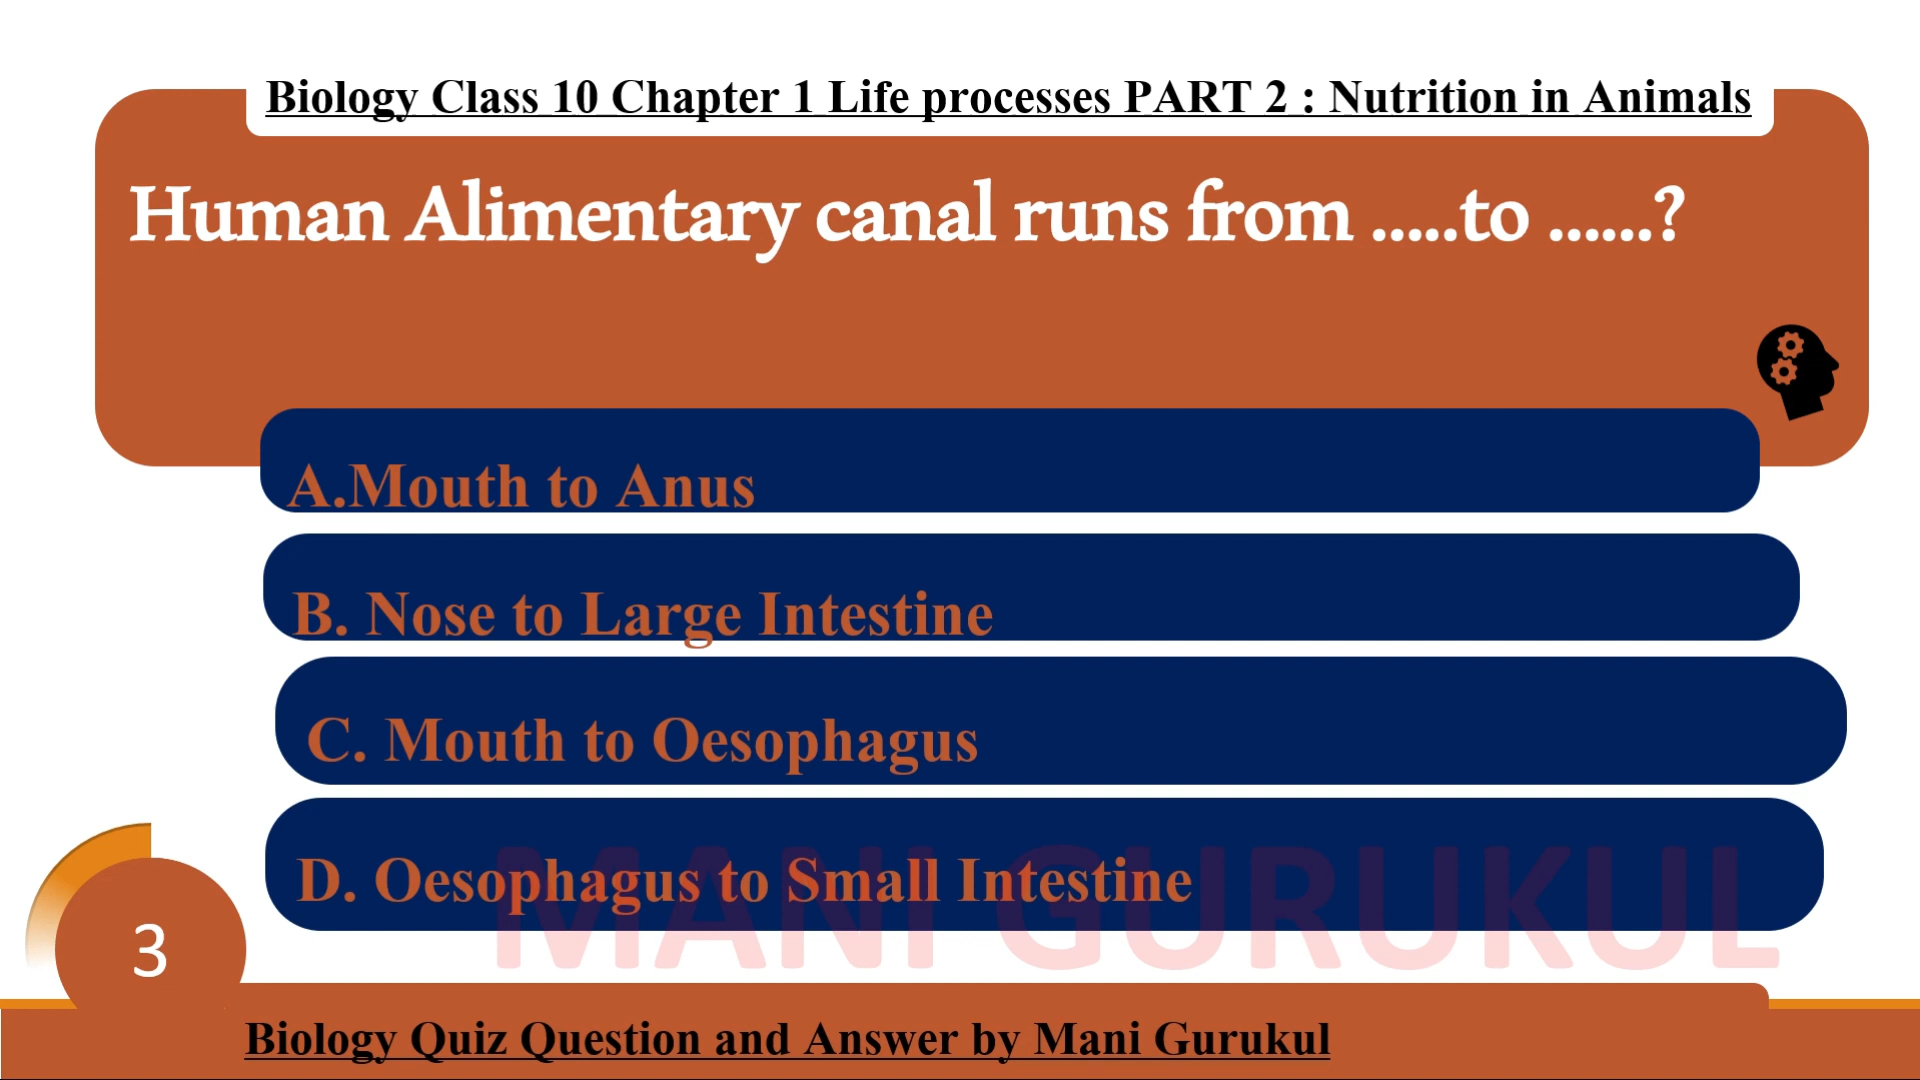 Biology Class 10 Chapter 1 Life processes PART 2 : Nutrition in Animals
Human Alimentary canal runs from .....to ......?
A.Mouth to Anus
B. Nose to Large Intestine
C. Mouth to Oesophagus
D. Oesophagus to Small Intestine
MANI GURUKUL
3
Biology Quiz Question and Answer by Mani Gurukul